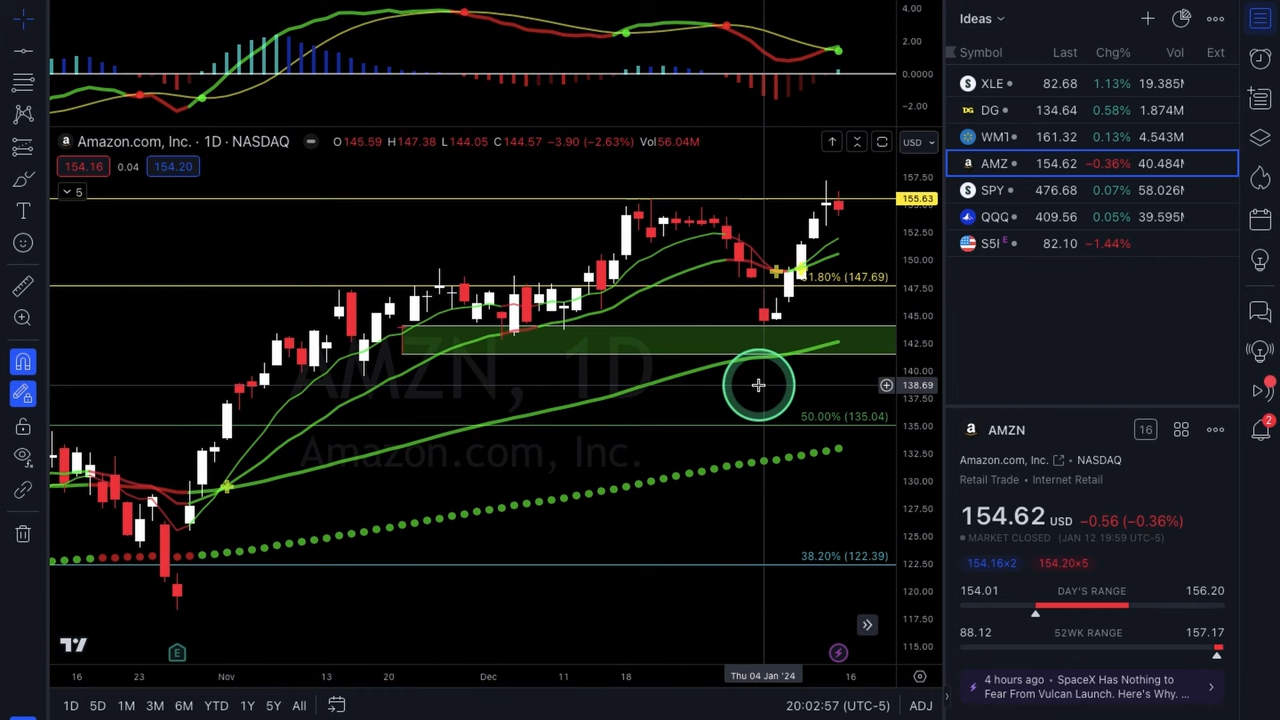 4.00
2.00
0.0000
−2.00
Amazon.com, Inc. · 1D · NASDAQ
O145.59 H147.38 L144.05 C144.57 −3.90 (−2.63%) Vol56.04M
USD
154.16 0.04 154.20
5
157.50
155.63
152.50
150.00
147.50
145.00
142.50
140.00
138.69
137.50
135.00
132.50
130.00
127.50
125.00
122.50
120.00
117.50
115.00
61.80% (147.69)
50.00% (135.04)
38.20% (122.39)
AMZN, 1D
Amazon.com, Inc.
E
16 23 Nov 13 20 Dec 11 18 Thu 04 Jan '24 16
1D 5D 1M 3M 6M YTD 1Y 5Y All
20:02:57 (UTC-5) ADJ
Ideas
Symbol Last Chg% Vol Ext
XLE 82.68 1.13% 19.385M
DG 134.64 0.58% 1.874M
WMT 161.32 0.13% 4.543M
AMZ 154.62 −0.36% 40.484M
SPY 476.68 0.07% 58.026M
QQQ 409.56 0.05% 39.595M
S5I E 82.10 −1.44%
AMZN
16
Amazon.com, Inc. • NASDAQ
Retail Trade • Internet Retail
154.62 USD −0.56 (−0.36%)
MARKET CLOSED (JAN 12 19:59 UTC-5)
154.16×2 154.20×5
154.01 DAY'S RANGE 156.20
88.12 52WK RANGE 157.17
4 hours ago • SpaceX Has Nothing to
Fear From Vulcan Launch. Here's Why. ...
2